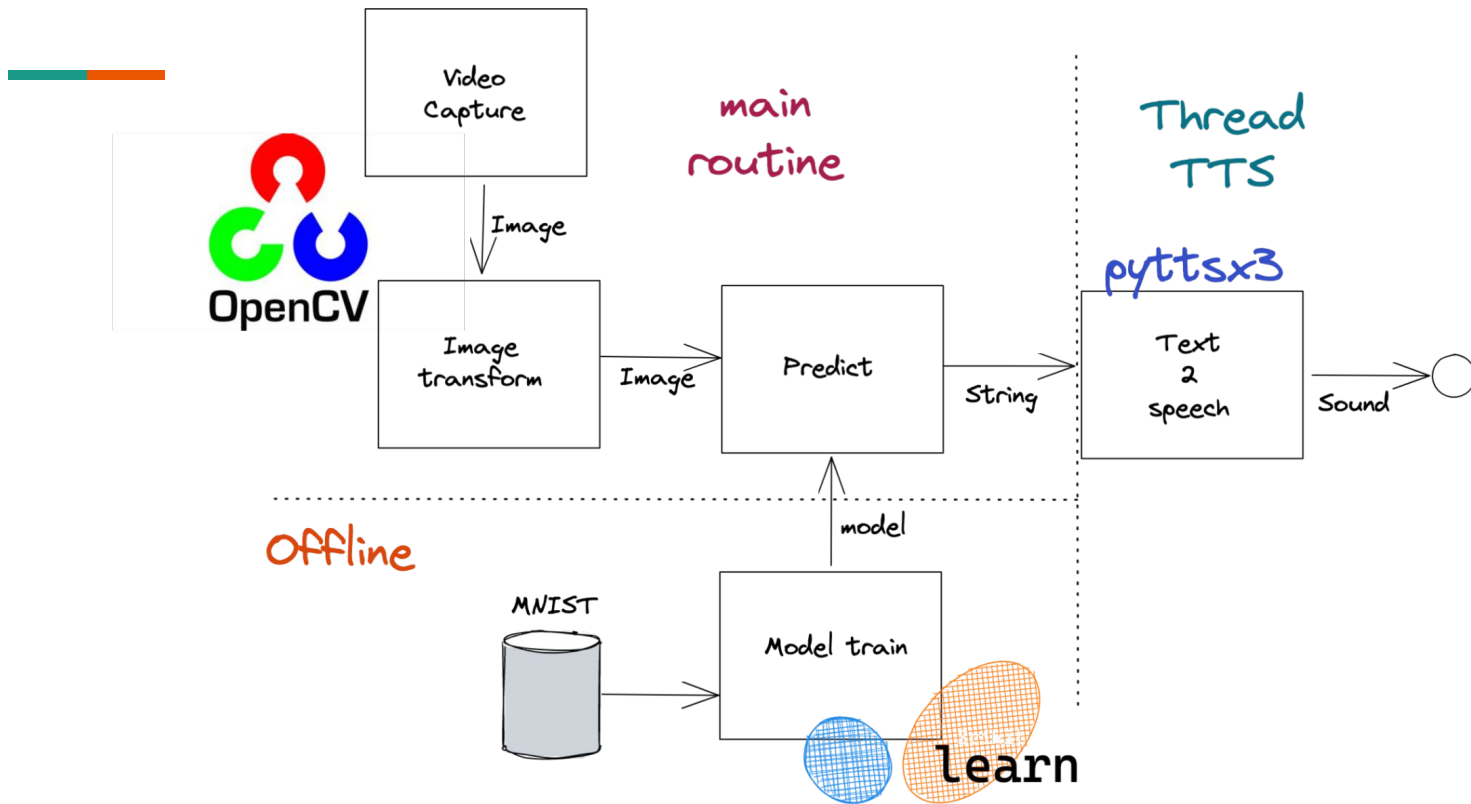 Video
Capture
main
routine
Thread
TTS
Image
OpenCV
pyttsx3
Image
transform
Image
Predict
String
Text
2
speech
Sound
Offline
model
MNIST
Model train
learn